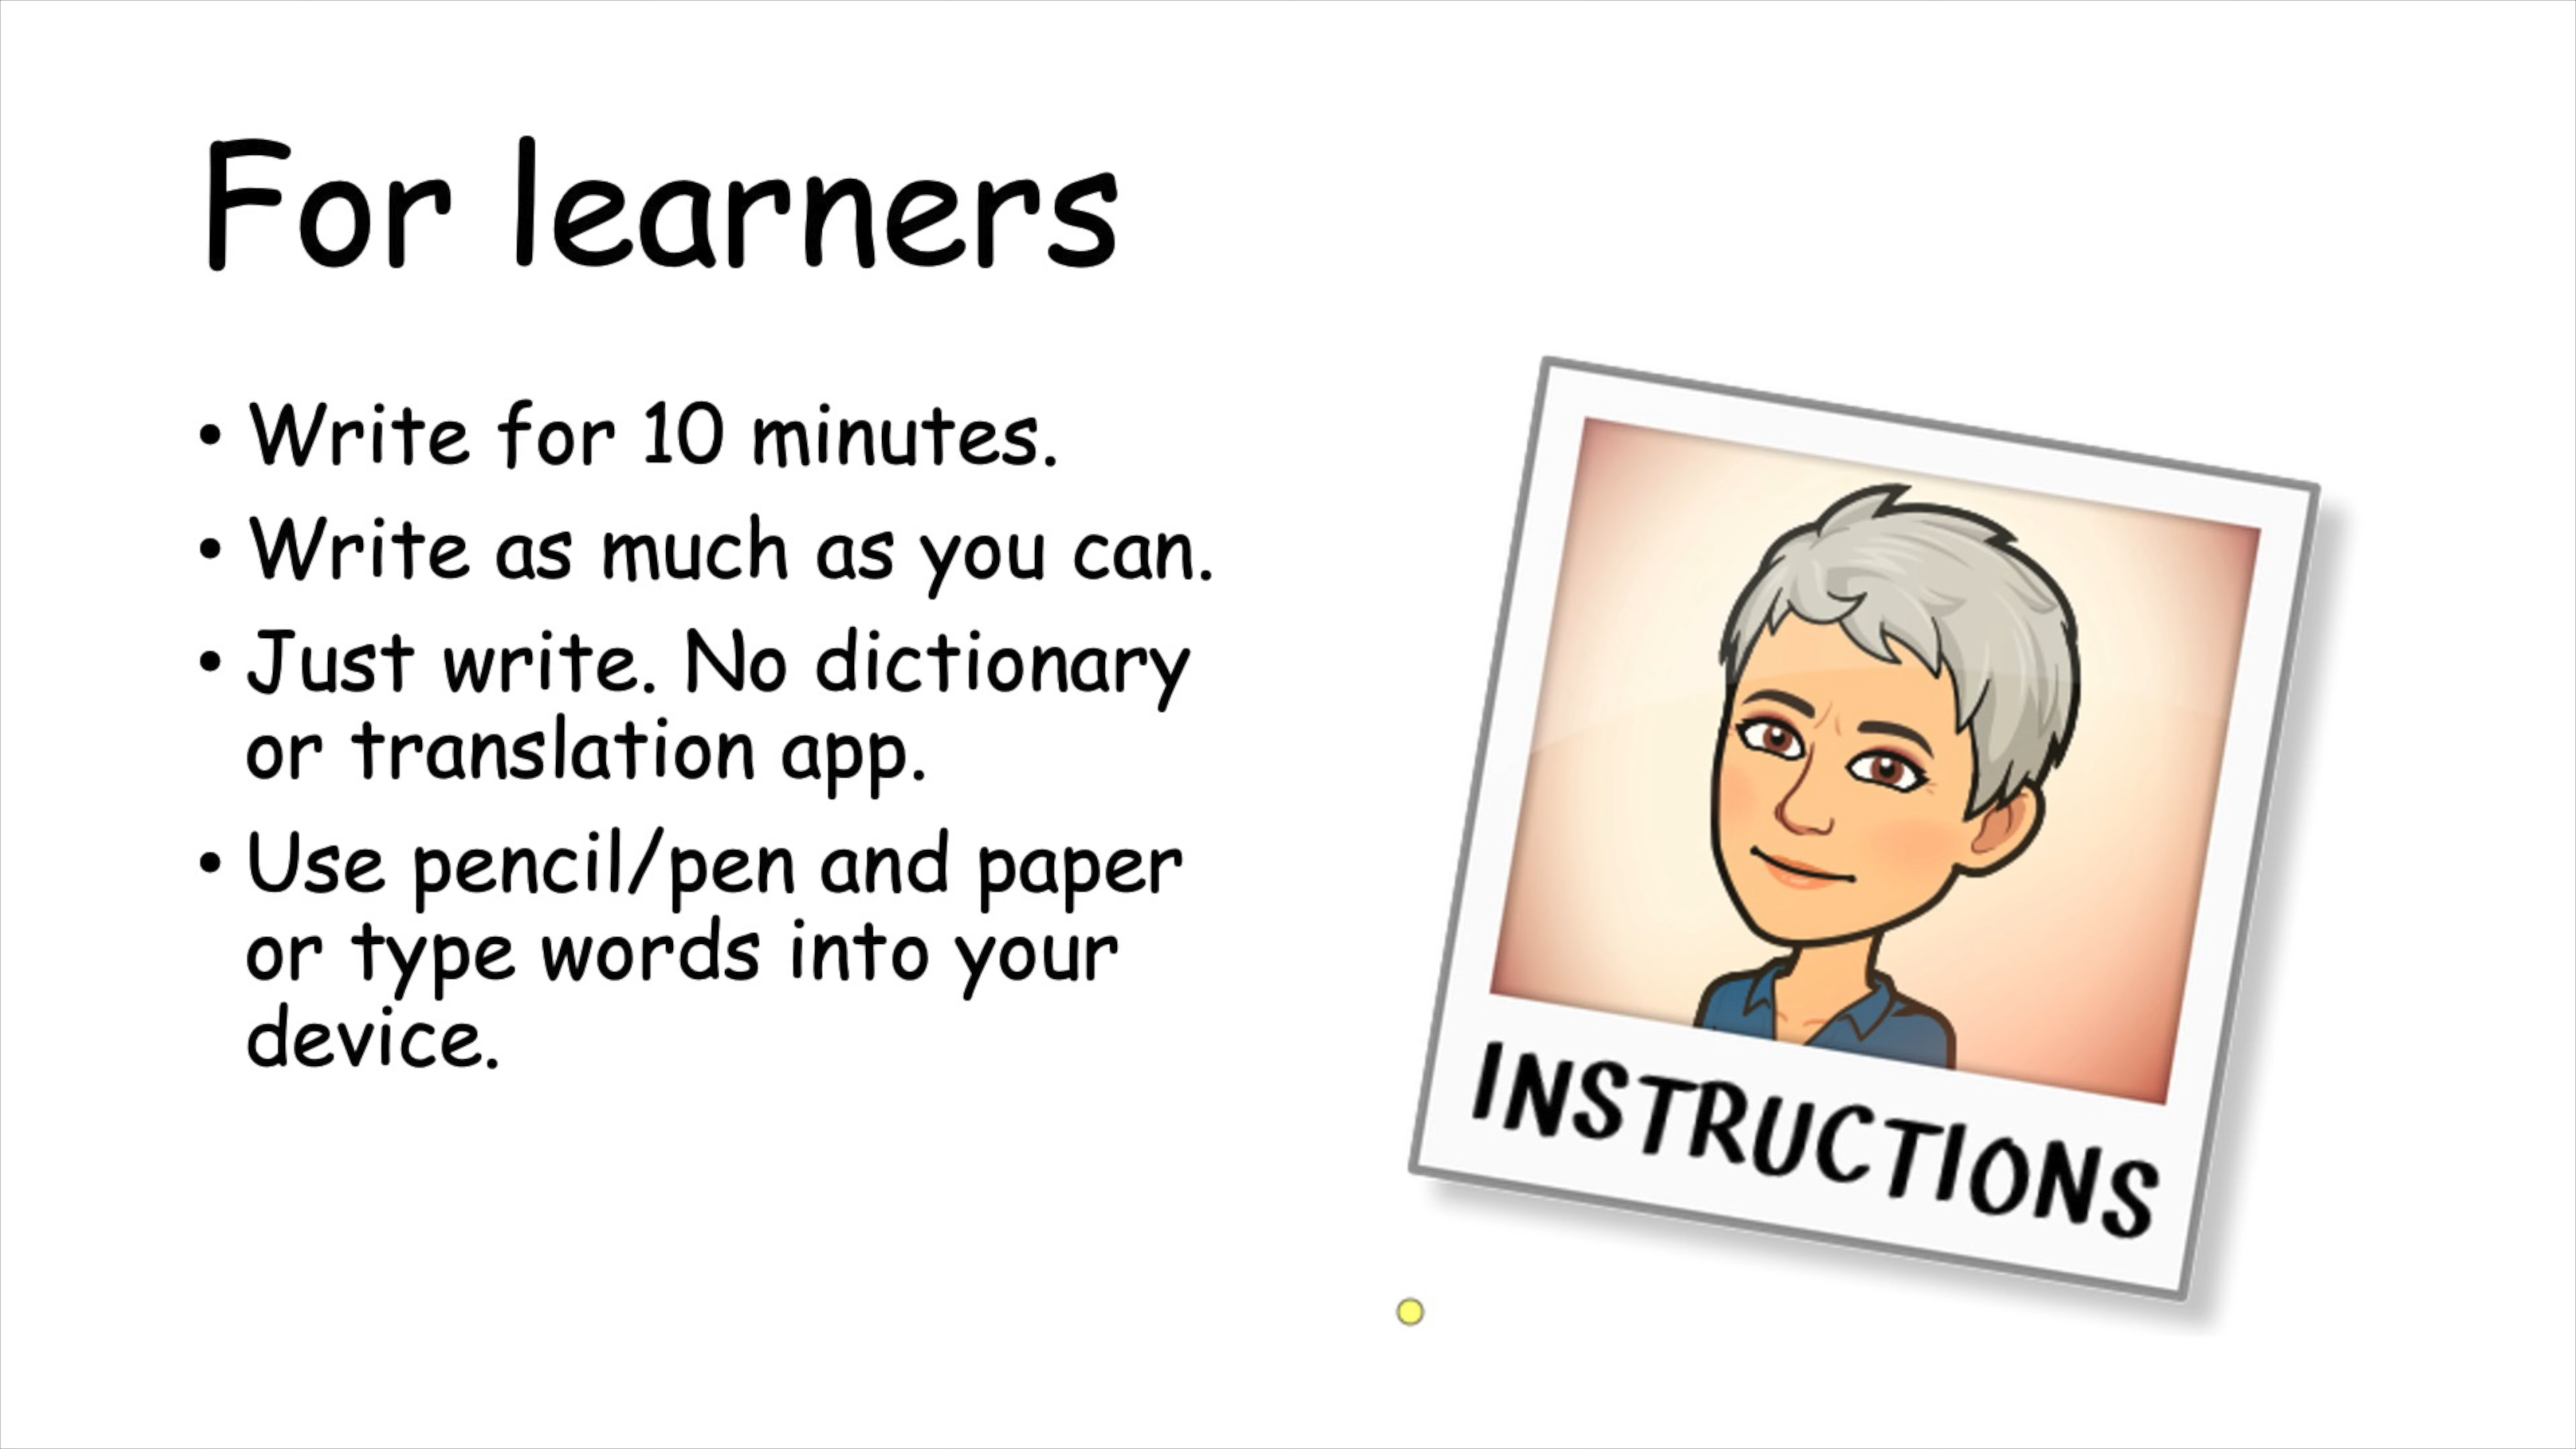 For learners
• Write for 10 minutes.
• Write as much as you can.
• Just write. No dictionary
or translation app.
• Use pencil/pen and paper
or type words into your
device.
INSTRUCTIONS